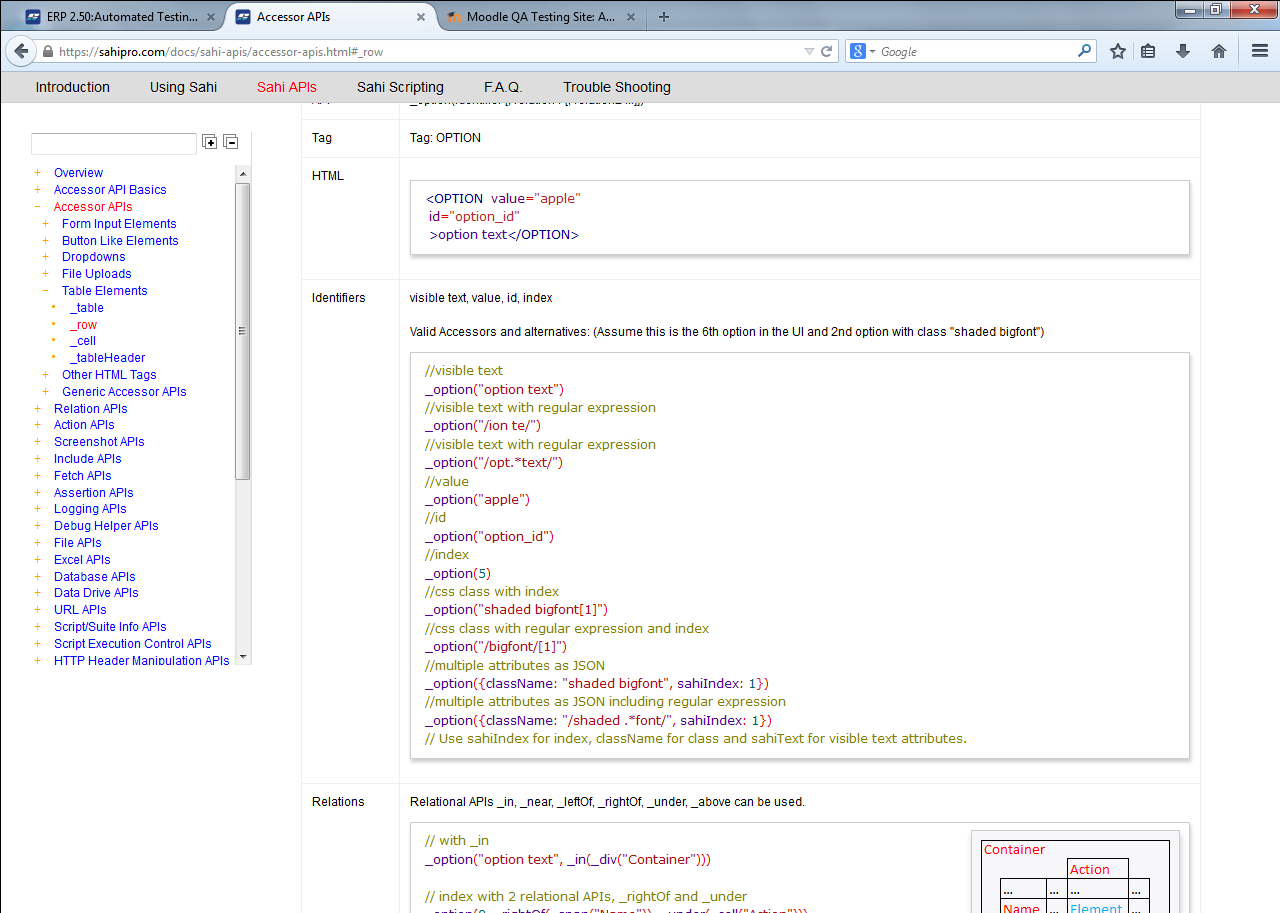 ERP 2.50:Automated Testin...
Accessor APIs
Moodle QA Testing Site: A...
https://sahipro.com/docs/sahi-apis/accessor-apis.html#_row
Google
Introduction
Using Sahi
Sahi APIs
Sahi Scripting
F.A.Q.
Trouble Shooting
Overview
Accessor API Basics
Accessor APIs
Form Input Elements
Button Like Elements
Dropdowns
File Uploads
Table Elements
_table
_row
_cell
_tableHeader
Other HTML Tags
Generic Accessor APIs
Relation APIs
Action APIs
Screenshot APIs
Include APIs
Fetch APIs
Assertion APIs
Logging APIs
Debug Helper APIs
File APIs
Excel APIs
Database APIs
Data Drive APIs
URL APIs
Script/Suite Info APIs
Script Execution Control APIs
HTTP Header Manipulation APIs
Tag
Tag: OPTION
HTML
<OPTION value="apple"
id="option_id"
>option text</OPTION>
Identifiers
visible text, value, id, index
Valid Accessors and alternatives: (Assume this is the 6th option in the UI and 2nd option with class "shaded bigfont")
//visible text
_option("option text")
//visible text with regular expression
_option("/ion te/")
//visible text with regular expression
_option("/opt.*text/")
//value
_option("apple")
//id
_option("option_id")
//index
_option(5)
//css class with index
_option("shaded bigfont[1]")
//css class with regular expression and index
_option("/bigfont/[1]")
//multiple attributes as JSON
_option({className: "shaded bigfont", sahiIndex: 1})
//multiple attributes as JSON including regular expression
_option({className: "/shaded .*font/", sahiIndex: 1})
// Use sahiIndex for index, className for class and sahiText for visible text attributes.
Relations
Relational APIs _in, _near, _leftOf, _rightOf, _under, _above can be used.
// with _in
_option("option text", _in(_div("Container")))
// index with 2 relational APIs, _rightOf and _under
_option(0, _rightOf(_span("Name")), _under(_cell("Action")))
Container
Action
... ... ... ...
Name ... Element ...